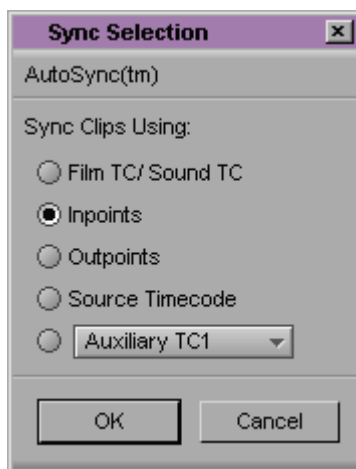 Sync Selection
AutoSync(tm)
Sync Clips Using:
Film TC/ Sound TC
Inpoints
Outpoints
Source Timecode
Auxiliary TC1
OK Cancel